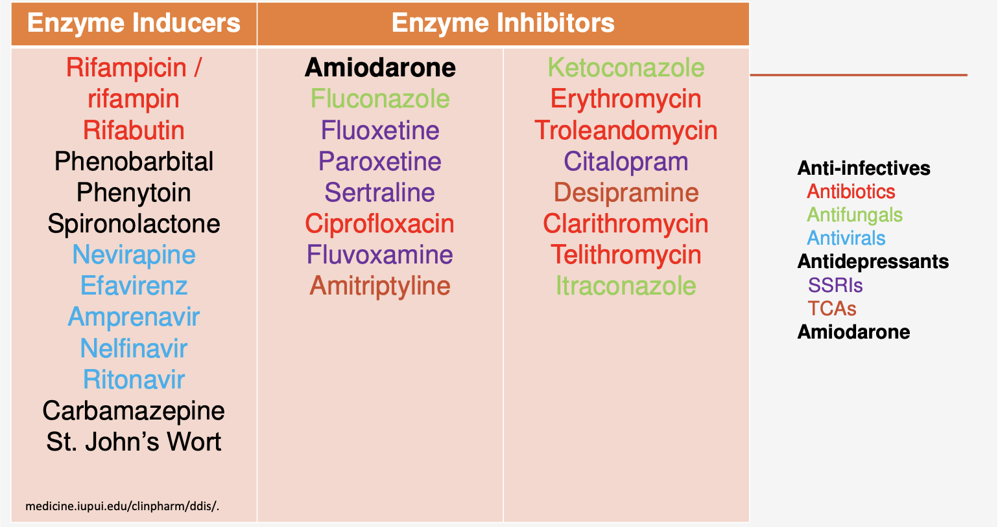 Enzyme Inducers
Enzyme Inhibitors
Rifampicin /
rifampin
Rifabutin
Phenobarbital
Phenytoin
Spironolactone
Nevirapine
Efavirenz
Amprenavir
Nelfinavir
Ritonavir
Carbamazepine
St. John’s Wort
medicine.iupui.edu/clinpharm/ddis/.
Amiodarone
Fluconazole
Fluoxetine
Paroxetine
Sertraline
Ciprofloxacin
Fluvoxamine
Amitriptyline
Ketoconazole
Erythromycin
Troleandomycin
Citalopram
Desipramine
Clarithromycin
Telithromycin
Itraconazole
Anti-infectives
Antibiotics
Antifungals
Antivirals
Antidepressants
SSRIs
TCAs
Amiodarone